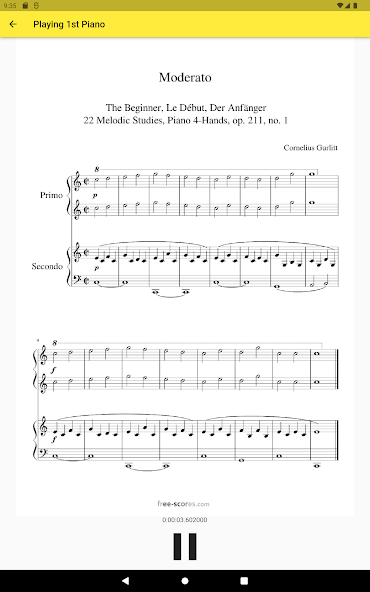 9:35
Playing 1st Piano
Moderato
The Beginner, Le Début, Der Anfänger
22 Melodic Studies, Piano 4-Hands, op. 211, no. 1
Cornelius Gurlitt
8
Primo
p
Secondo
p
8
f
f
free-scores.com
0:00:03.602000